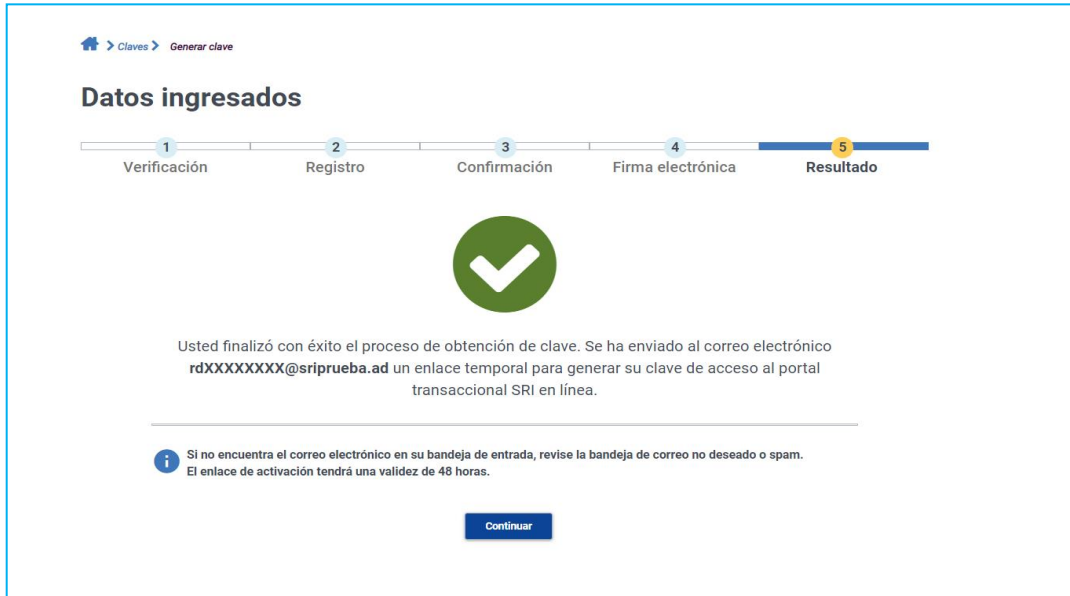 Claves Generar clave
Datos ingresados
1 2 3 4 5
Verificación Registro Confirmación Firma electrónica Resultado
Usted finalizó con éxito el proceso de obtención de clave. Se ha enviado al correo electrónico
rdXXXXXXXX@sriprueba.ad un enlace temporal para generar su clave de acceso al portal
transaccional SRI en línea.
i Si no encuentra el correo electrónico en su bandeja de entrada, revise la bandeja de correo no deseado o spam.
El enlace de activación tendrá una validez de 48 horas.
Continuar